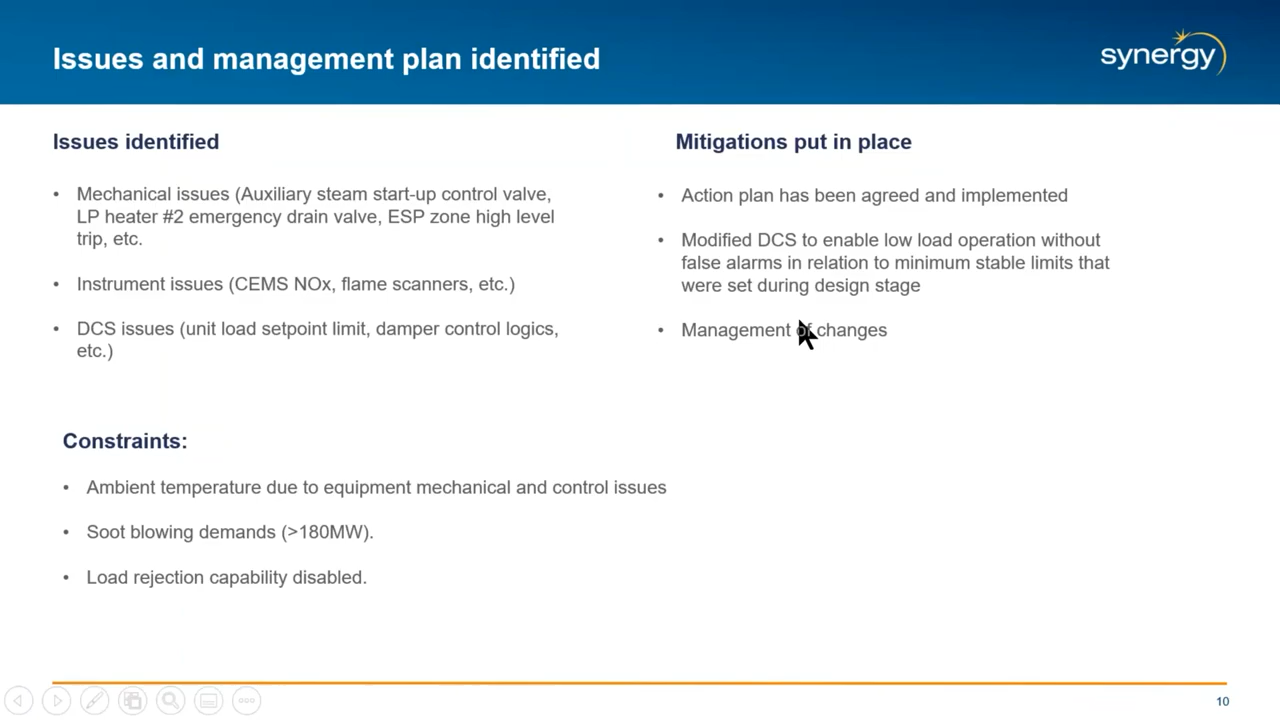 Issues and management plan identified
synergy
Issues identified
• Mechanical issues (Auxiliary steam start-up control valve,
LP heater #2 emergency drain valve, ESP zone high level
trip, etc.
• Instrument issues (CEMS NOx, flame scanners, etc.)
• DCS issues (unit load setpoint limit, damper control logics,
etc.)
Mitigations put in place
• Action plan has been agreed and implemented
• Modified DCS to enable low load operation without
false alarms in relation to minimum stable limits that
were set during design stage
• Management of changes
Constraints:
• Ambient temperature due to equipment mechanical and control issues
• Soot blowing demands (>180MW).
• Load rejection capability disabled.
10